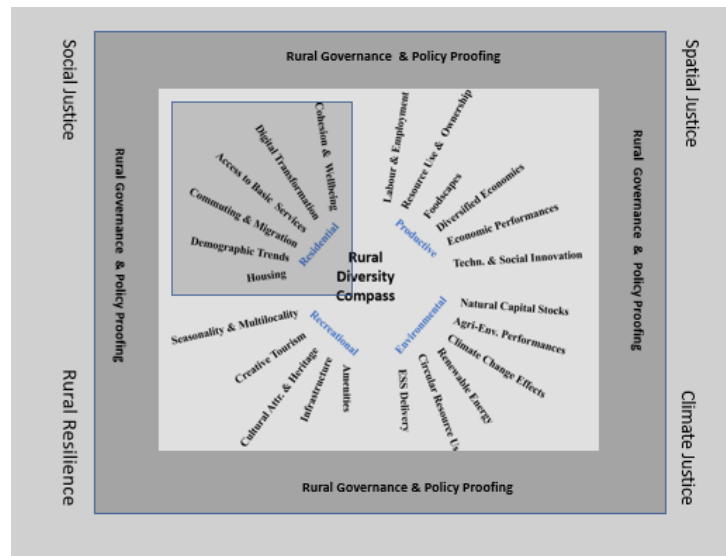 Social Justice
Spatial Justice
Rural Governance & Policy Proofing
Rural Governance & Policy Proofing
Rural Governance & Policy Proofing
Cohesion & Wellbeing
Digital Transformation
Access to Basic Services
Commuting & Migration
Demographic Trends
Housing
Residential
Labour & Employment
Resource Use & Ownership
Foodscapes
Diversified Economies
Economic Performances
Techn. & Social Innovation
Productive
Rural
Diversity
Compass
Seasonality & Multilocality
Creative Tourism
Cultural Attr. & Heritage
Infrastructure
Amenities
Recreational
Natural Capital Stocks
Agri-Env. Performances
Climate Change Effects
Renewable Energy
Circular Resource Us
ESS Delivery
Environmental
Rural Governance & Policy Proofing
Rural Resilience
Climate Justice